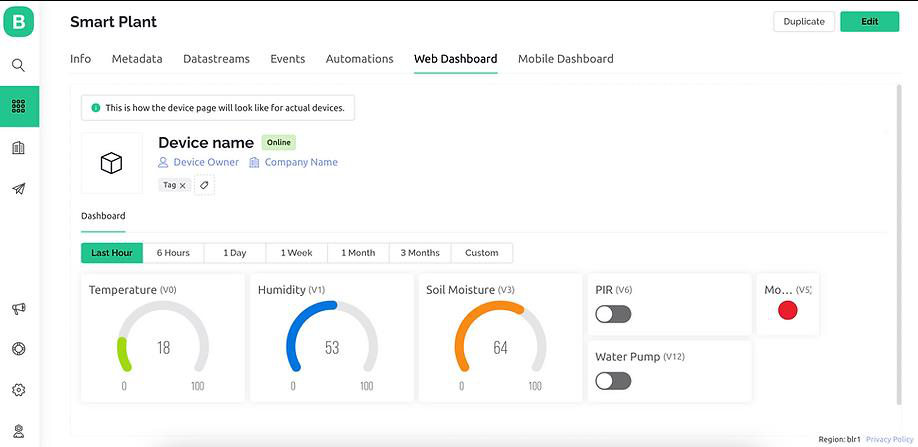 B
Smart Plant
Duplicate
Edit
Info Metadata Datastreams Events Automations Web Dashboard Mobile Dashboard
This is how the device page will look like for actual devices.
Device name Online
Device Owner Company Name
Tag
Dashboard
Last Hour 6 Hours 1 Day 1 Week 1 Month 3 Months Custom
Temperature (V0)
18
0 100
Humidity (V1)
53
0 100
Soil Moisture (V3)
64
0 100
PIR (V6)
Water Pump (V12)
Mo... (V5)
Region: blr1 Privacy Policy